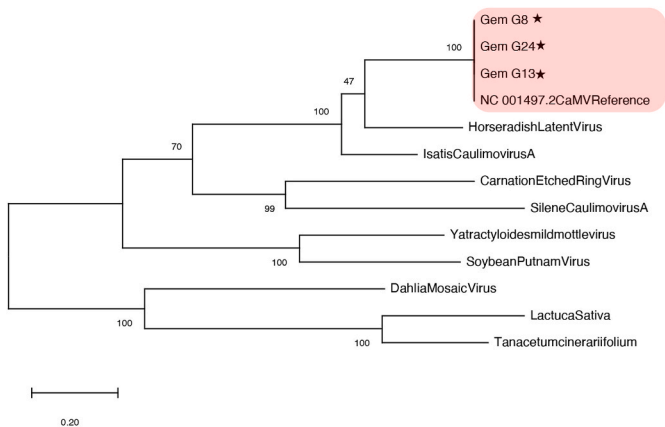 Gem G8 ★
100
Gem G24★
Gem G13★
47
NC 001497.2CaMVReference
100
HorseradishLatentVirus
70
IsatisCaulimovirusA
CarnationEtchedRingVirus
99
SileneCaulimovirusA
Yatractyloidesmildmottlevirus
100
SoybeanPutnamVirus
DahliaMosaicVirus
100
LactucaSativa
100
Tanacetumcinerariifolium
0.20